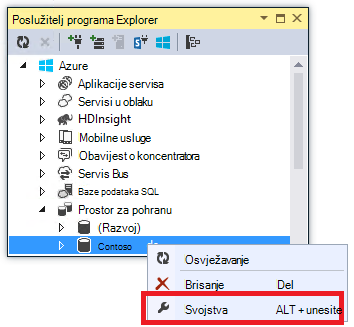 Poslužitelj programa Explorer
Azure
Aplikacije servisa
Servisi u oblaku
HDInsight
Mobilne usluge
Obavijest o koncentratora
Servis Bus
Baze podataka SQL
Prostor za pohranu
(Razvoj)
Contoso
Osvježavanje
Brisanje Del
Svojstva ALT + unesite